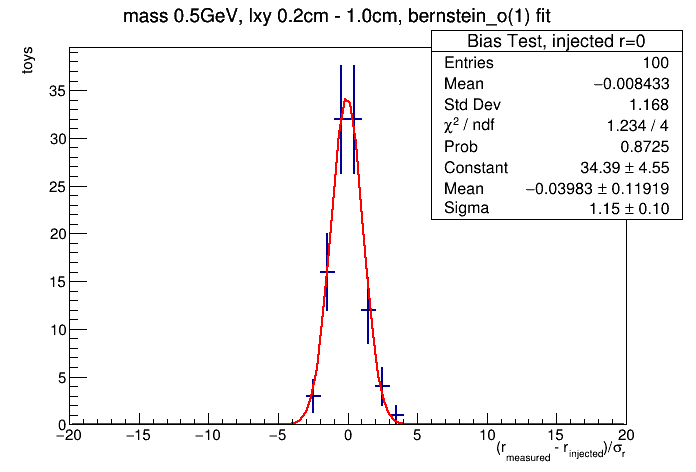 mass 0.5GeV, lxy 0.2cm - 1.0cm, bernstein_o(1) fit
toys
Bias Test, injected r=0
Entries 100
Mean −0.008433
Std Dev 1.168
χ² / ndf 1.234 / 4
Prob 0.8725
Constant 34.39 ± 4.55
Mean −0.03983 ± 0.11919
Sigma 1.15 ± 0.10
35
30
25
20
15
10
5
0
−20 −15 −10 −5 0 5 10 15 20
(r_measured - r_injected)/σ_r